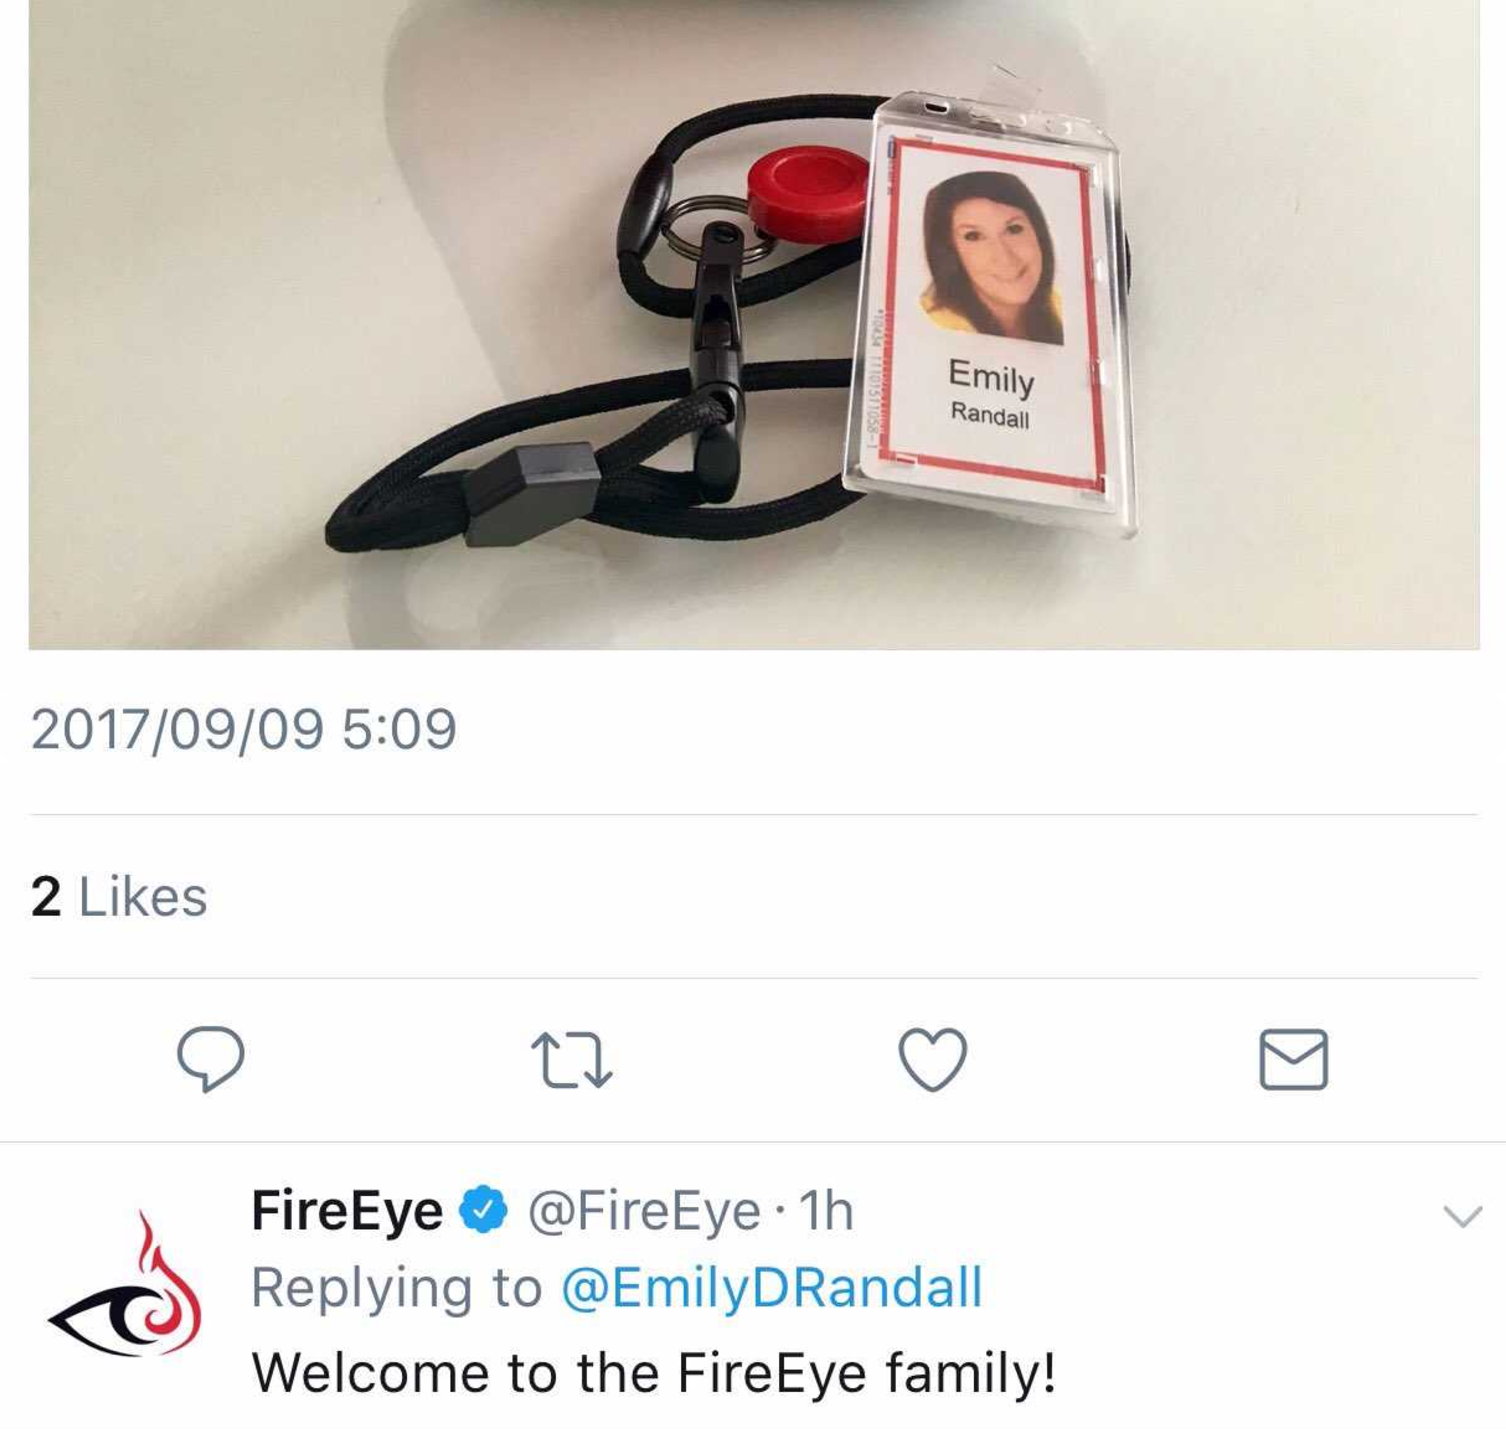 Emily
Randall
2017/09/09 5:09
2 Likes
FireEye @FireEye · 1h
Replying to @EmilyDRandall
Welcome to the FireEye family!